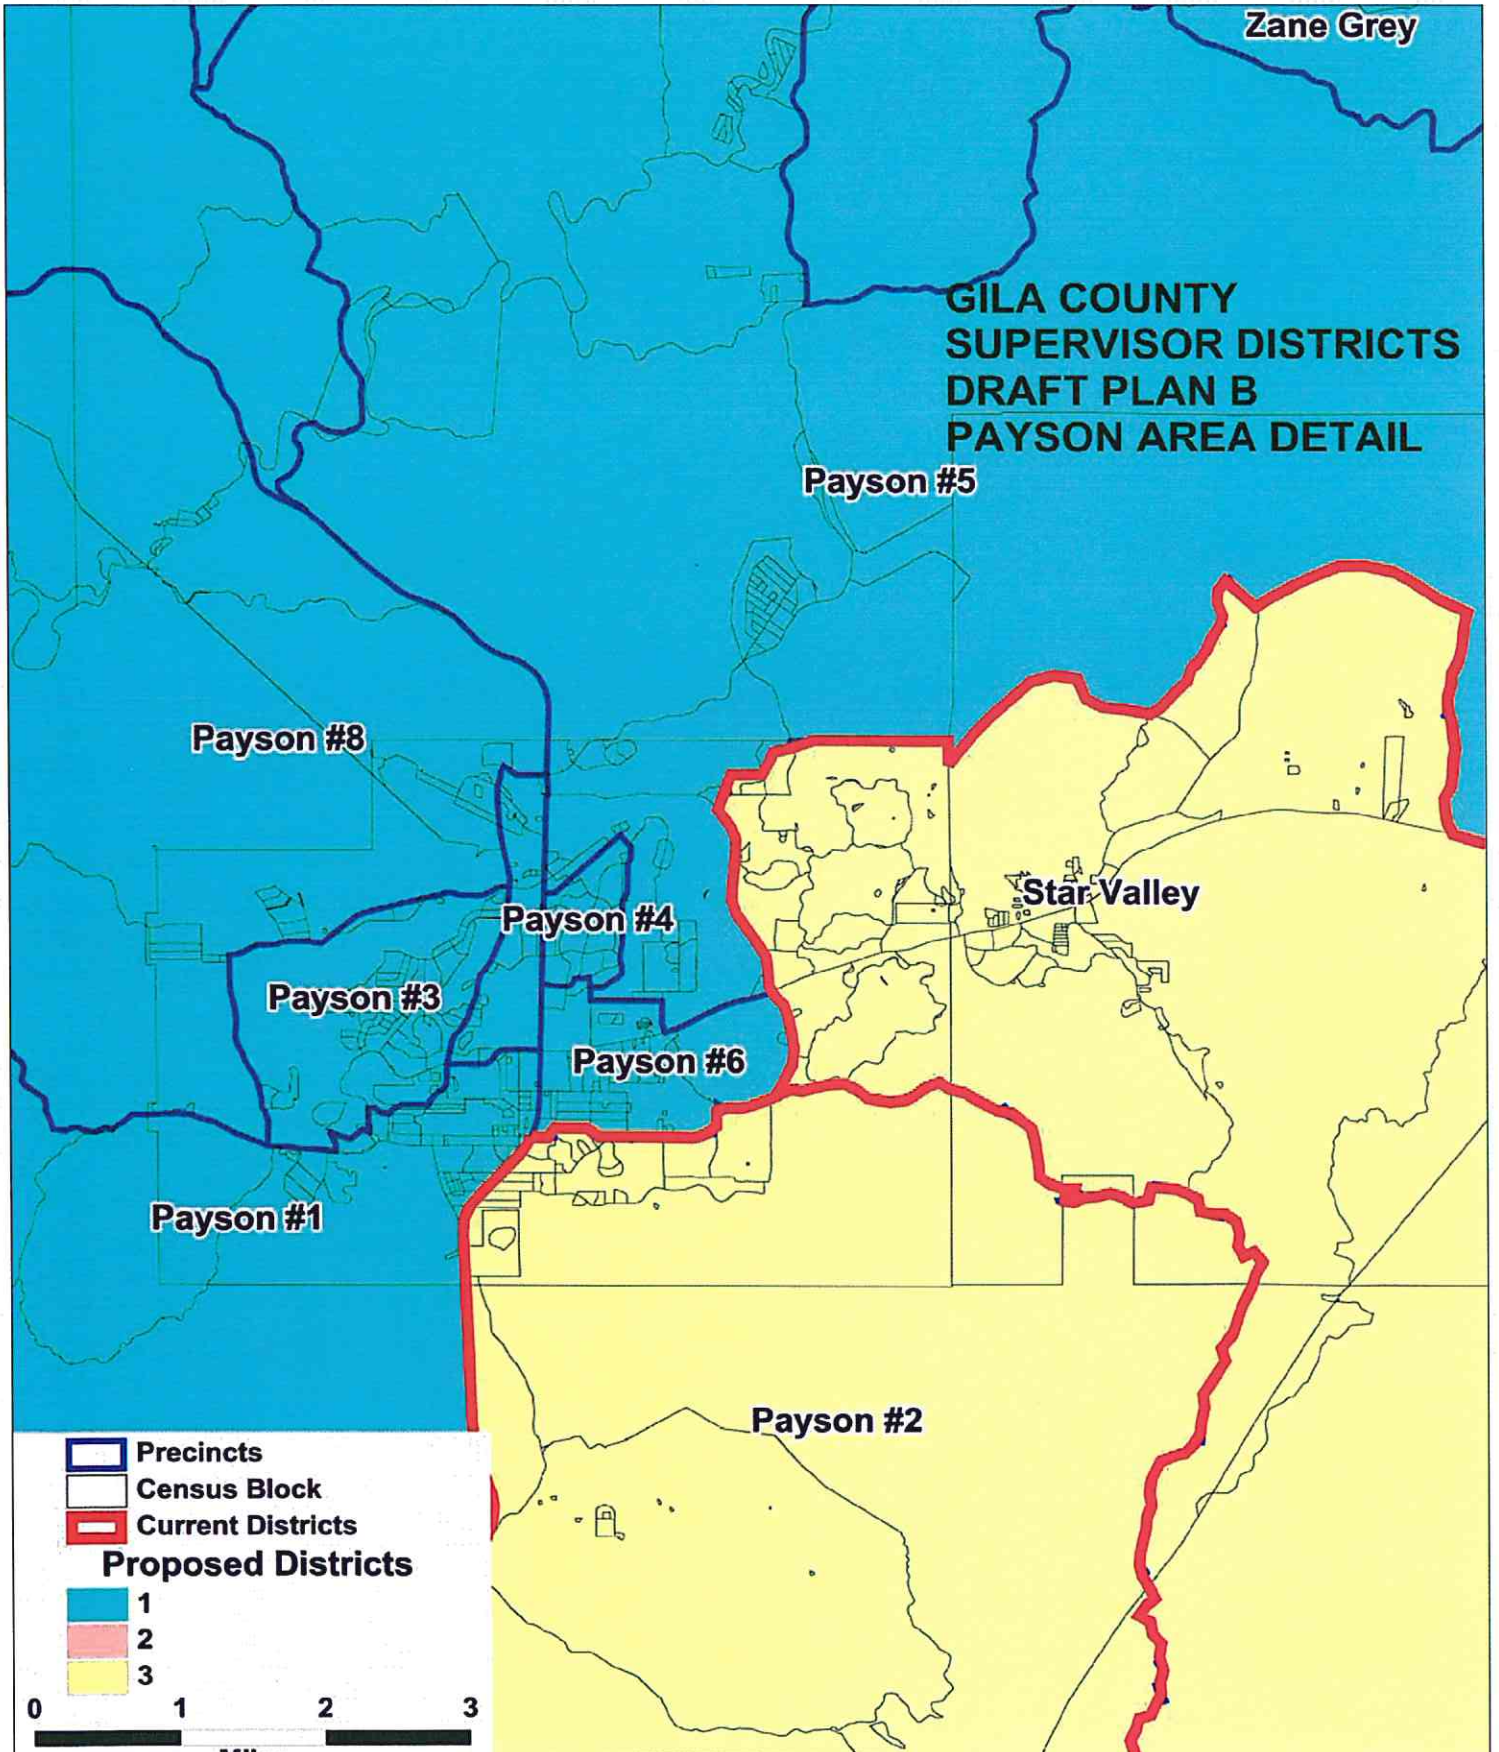 Zane Grey
GILA COUNTY
SUPERVISOR DISTRICTS
DRAFT PLAN B
PAYSON AREA DETAIL
Payson #5
Payson #8
Star Valley
Payson #4
Payson #3
Payson #6
Payson #1
Payson #2
Precincts
Census Block
Current Districts
Proposed Districts
1
2
3
0 1 2 3